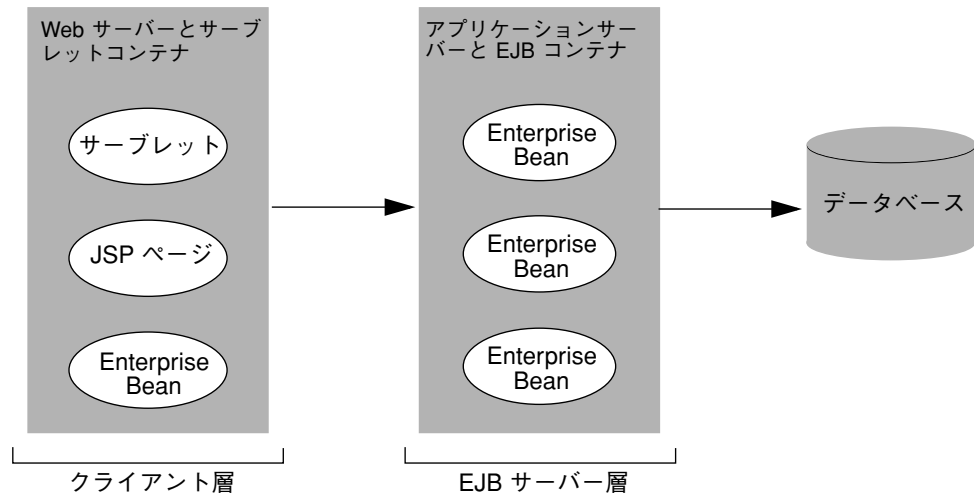 Web サーバーとサーブ
レットコンテナ
サーブレット
JSP ページ
Enterprise
Bean
クライアント層
アプリケーションサー
バーと EJB コンテナ
Enterprise
Bean
Enterprise
Bean
Enterprise
Bean
EJB サーバー層
データベース